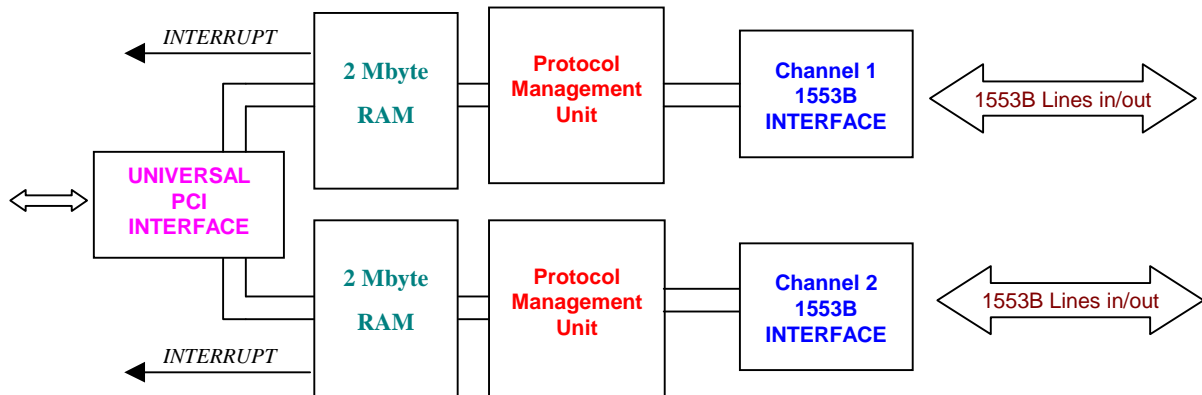 INTERRUPT
2 Mbyte
RAM
Protocol
Management
Unit
Channel 1
1553B
INTERFACE
1553B Lines in/out
UNIVERSAL
PCI
INTERFACE
2 Mbyte
RAM
Protocol
Management
Unit
Channel 2
1553B
INTERFACE
1553B Lines in/out
INTERRUPT